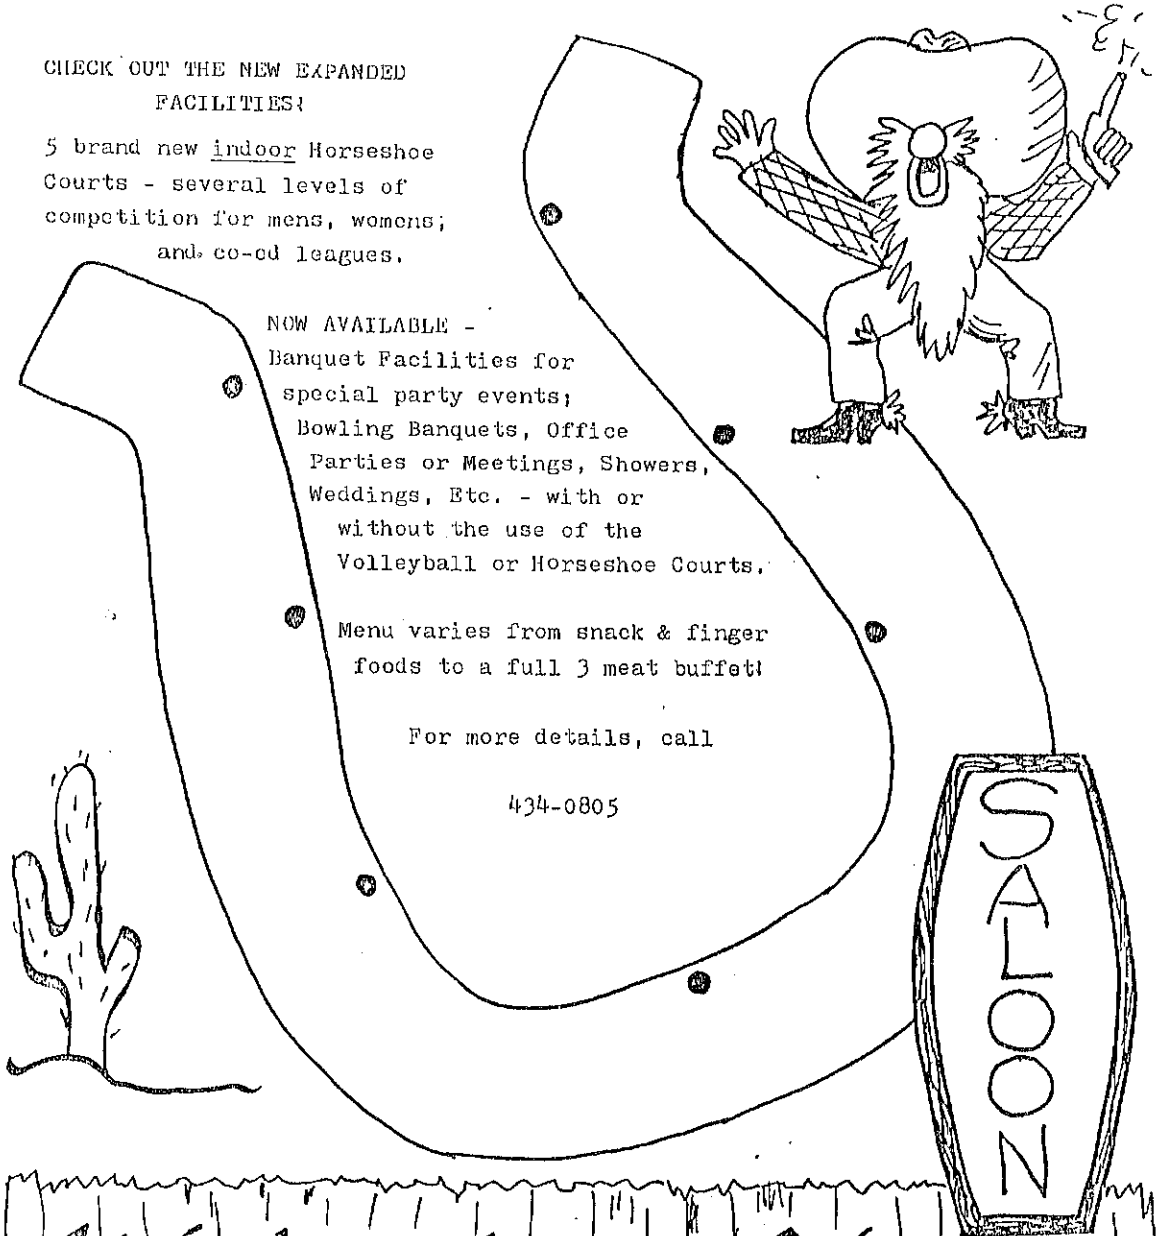 CHECK OUT THE NEW EXPANDED
FACILITIES!
5 brand new indoor Horseshoe
Courts - several levels of
competition for mens, womens;
and co-ed leagues.
NOW AVAILABLE -
Banquet Facilities for
special party events;
Bowling Banquets, Office
Parties or Meetings, Showers,
Weddings, Etc. - with or
without the use of the
Volleyball or Horseshoe Courts.
Menu varies from snack & finger
foods to a full 3 meat buffet!
For more details, call
434-0805
SALOON